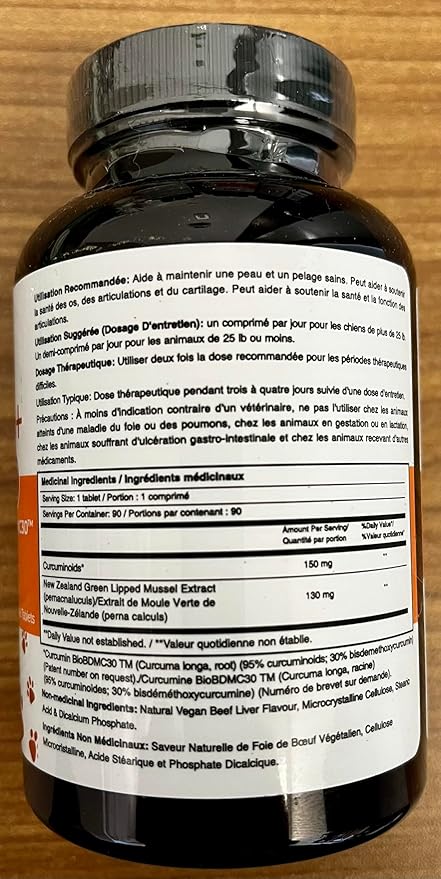 Utilisation Recommandée: Aide à maintenir une peau et un pelage sains. Peut aider à soutenir
la santé des os, des articulations et du cartilage. Peut aider à soutenir la santé et la fonction des
articulations.
Utilisation Suggérée (Dosage D'entretien): un comprimé par jour pour les chiens de plus de 25 lb.
Un demi-comprimé par jour pour les animaux de 25 lb ou moins.
Dosage Thérapeutique: Utiliser deux fois la dose recommandée pour les périodes thérapeutiques
difficiles.
Utilisation Typique: Dose thérapeutique pendant trois à quatre jours suivie d'une dose d'entretien.
Précautions : À moins d'indication contraire d'un vétérinaire, ne pas l'utiliser chez les animaux
atteints d'une maladie du foie ou des poumons, chez les animaux en gestation ou en lactation,
chez les animaux souffrant d'ulcération gastro-intestinale et chez les animaux recevant d'autres
médicaments.
Medicinal Ingredients / Ingrédients médicinaux
Serving Size: 1 tablet / Portion : 1 comprimé
Servings Per Container: 90 / Portions par contenant : 90
Amount Per Serving/ %Daily Value*/
Quantité par portion %Valeur quotidienne*
Curcuminoids* 150 mg **
New Zealand Green Lipped Mussel Extract
(pernacnaluculs)/Extrait de Moule Verte de 130 mg **
Nouvelle-Zélande (perna calculs)
**Daily Value not established. / **Valeur quotidienne non établie.
*Curcumin BioBDMC30 TM (Curcuma longa, root) (95% curcuminoids; 30% bisdemethoxycurcumin)
(Patent number on request)./Curcumine BioBDMC30 TM (Curcuma longa, racine)
(95% curcuminoides; 30% bisdéméthoxycurcumine) (Numéro de brevet sur demande).
Non-medicinal Ingredients: Natural Vegan Beef Liver Flavour, Microcrystalline Cellulose, Stearic
Acid & Dicalcium Phosphate.
Ingrédients Non Médicinaux: Saveur Naturelle de Foie de Bœuf Végétalien, Cellulose
Microcristalline, Acide Stéarique et Phosphate Dicalcique.
Tablets